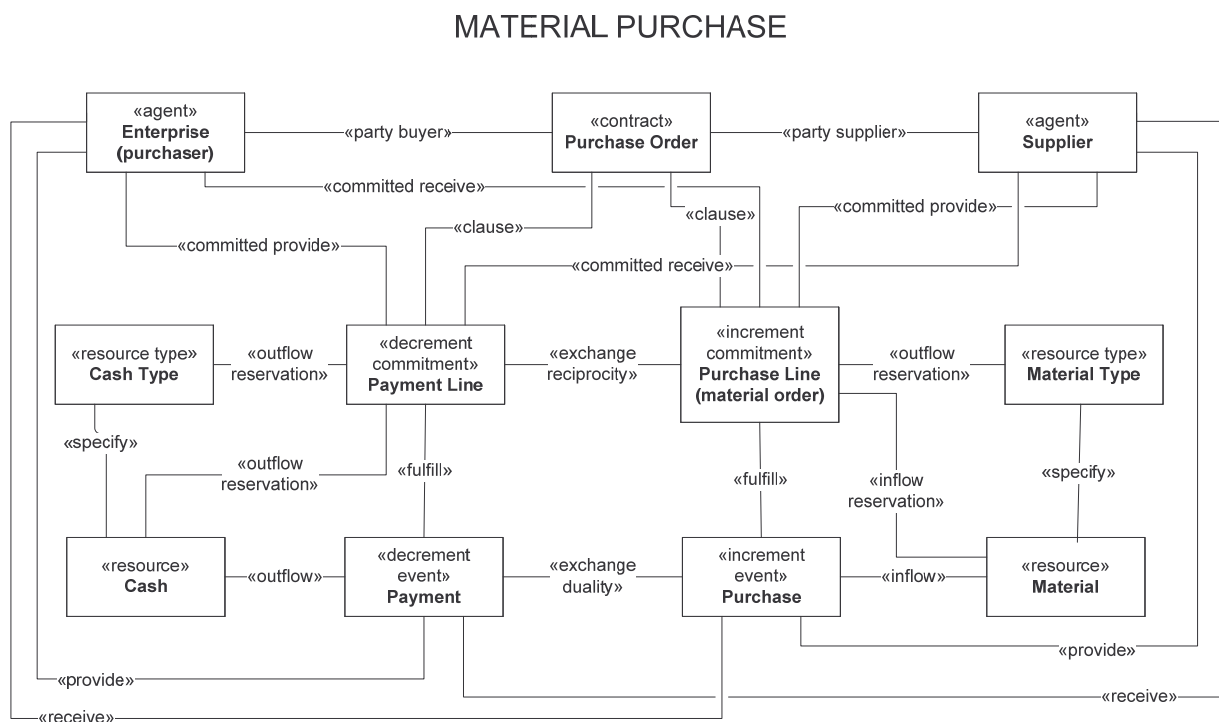 MATERIAL PURCHASE
«agent»
Enterprise
(purchaser)
«party buyer»
«contract»
Purchase Order
«party supplier»
«agent»
Supplier
«committed receive»
«clause»
«committed provide»
«clause»
«committed provide»
«committed receive»
«resource type»
Cash Type
«outflow
reservation»
«decrement
commitment»
Payment Line
«exchange
reciprocity»
«increment
commitment»
Purchase Line
(material order)
«outflow
reservation»
«resource type»
Material Type
«specify»
«outflow
reservation»
«fulfill»
«fulfill»
«inflow
reservation»
«specify»
«resource»
Cash
«outflow»
«decrement
event»
Payment
«exchange
duality»
«increment
event»
Purchase
«inflow»
«resource»
Material
«provide»
«provide»
«receive»
«receive»